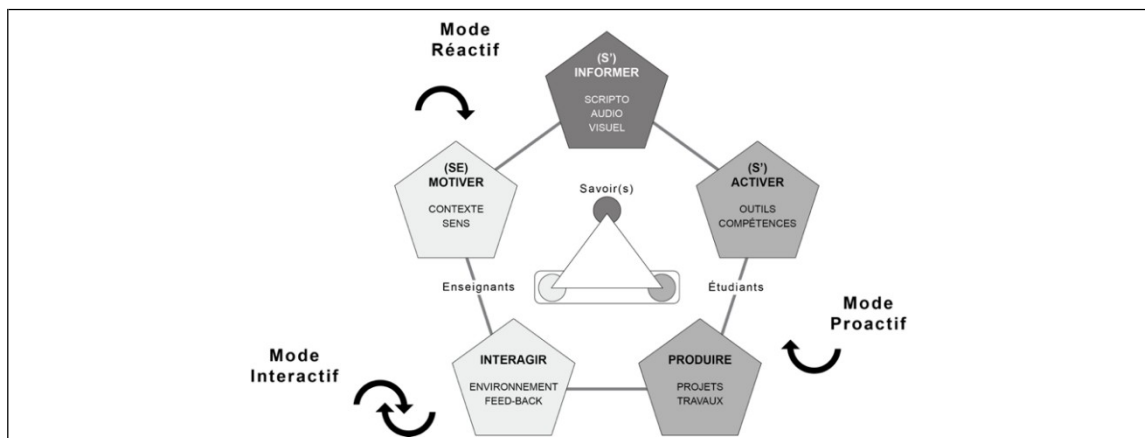 Mode
Réactif
(S')
INFORMER
SCRIPTO
AUDIO
VISUEL
(SE)
MOTIVER
CONTEXTE
SENS
Savoir(s)
(S')
ACTIVER
OUTILS
COMPÉTENCES
Enseignants
Étudiants
Mode
Proactif
Mode
Interactif
INTERAGIR
ENVIRONNEMENT
FEED-BACK
PRODUIRE
PROJETS
TRAVAUX